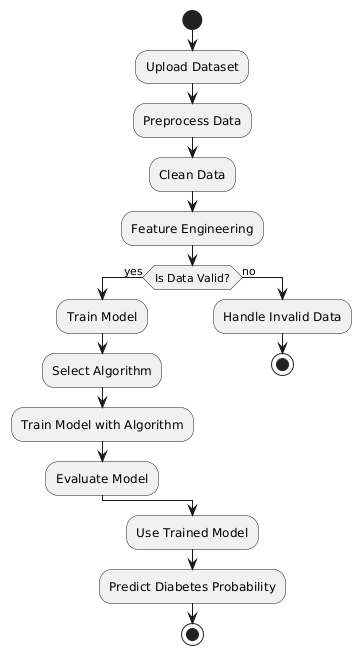 Upload Dataset
Preprocess Data
Clean Data
Feature Engineering
yes
Is Data Valid?
no
Train Model
Handle Invalid Data
Select Algorithm
Train Model with Algorithm
Evaluate Model
Use Trained Model
Predict Diabetes Probability